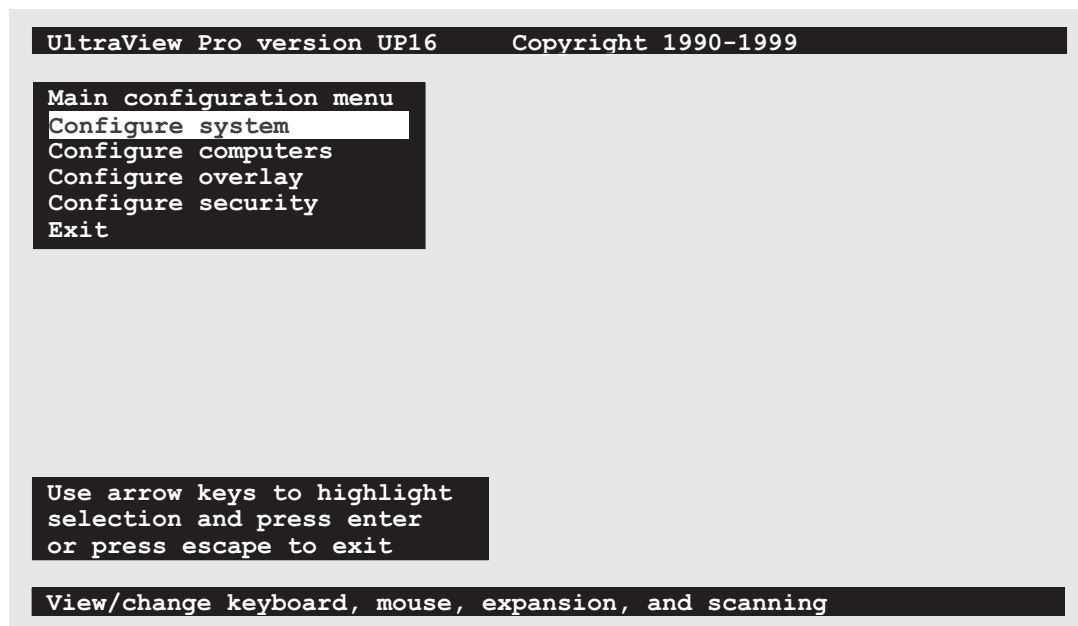 UltraView Pro version UP16 Copyright 1990-1999
Main configuration menu
Configure system
Configure computers
Configure overlay
Configure security
Exit
Use arrow keys to highlight
selection and press enter
or press escape to exit
View/change keyboard, mouse, expansion, and scanning